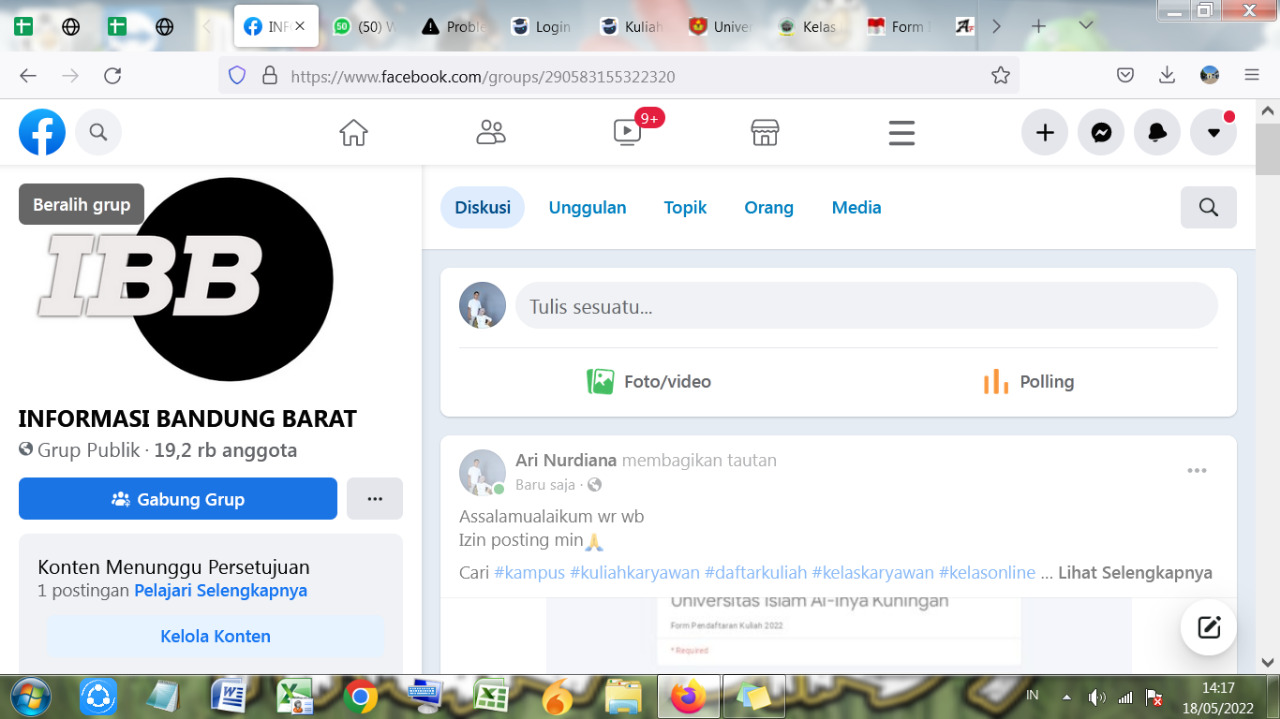 INF
(50) W
Proble
Login
Kuliah
Univer
Kelas
Form
https://www.facebook.com/groups/290583155322320
9+
Beralih grup
IBB
INFORMASI BANDUNG BARAT
Grup Publik · 19,2 rb anggota
Gabung Grup
Konten Menunggu Persetujuan
1 postingan Pelajari Selengkapnya
Kelola Konten
Diskusi Unggulan Topik Orang Media
Tulis sesuatu...
Foto/video Polling
Ari Nurdiana membagikan tautan
Baru saja ·
Assalamualaikum wr wb
Izin posting min🙏
Cari #kampus #kuliahkaryawan #daftarkuliah #kelaskaryawan #kelasonline ... Lihat Selengkapnya
Universitas Islam Al-Ihya Kuningan
Form Pendaftaran Kuliah 2022
* Required
IN
14:17
18/05/2022